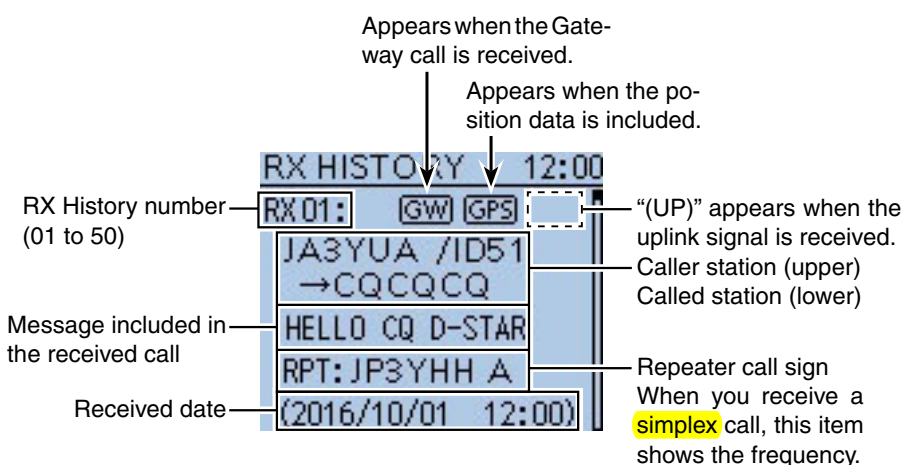 Appears when the Gate-
way call is received.
Appears when the po-
sition data is included.
RX HISTORY 12:00
RX History number
(01 to 50)
RX 01: GW GPS
"(UP)" appears when the
uplink signal is received.
JA3YUA /ID51
→CQCQCQ
Caller station (upper)
Called station (lower)
Message included in
the received call
HELLO CQ D-STAR
RPT:JP3YHH A
Repeater call sign
When you receive a
simplex call, this item
shows the frequency.
Received date
(2016/10/01 12:00)